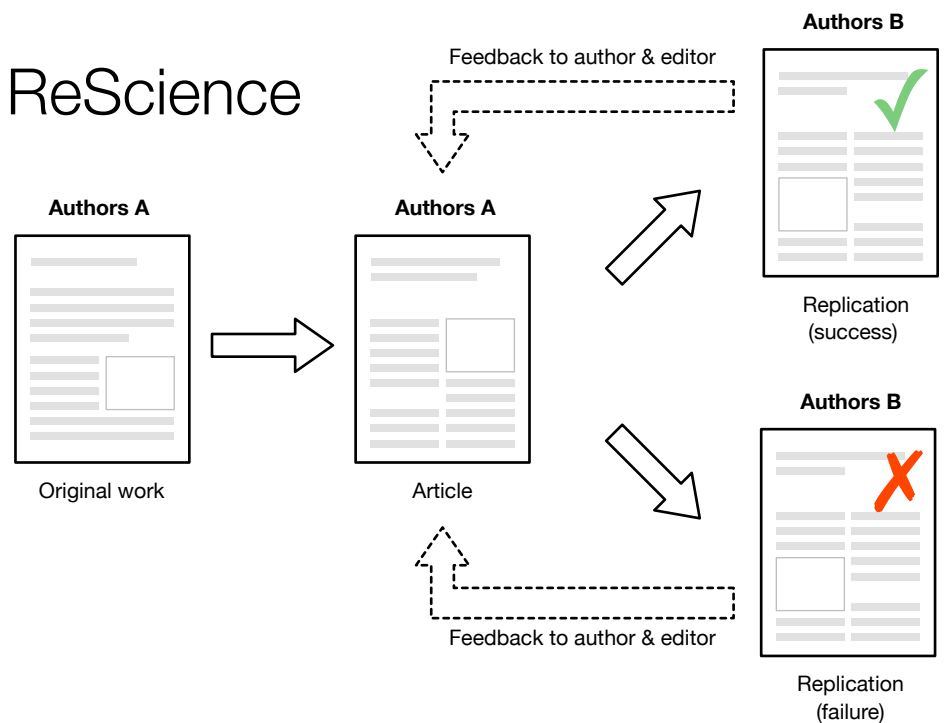 Authors B
Feedback to author & editor
ReScience
Authors A
Authors A
Replication
(success)
Authors B
Original work
Article
Feedback to author & editor
Replication
(failure)